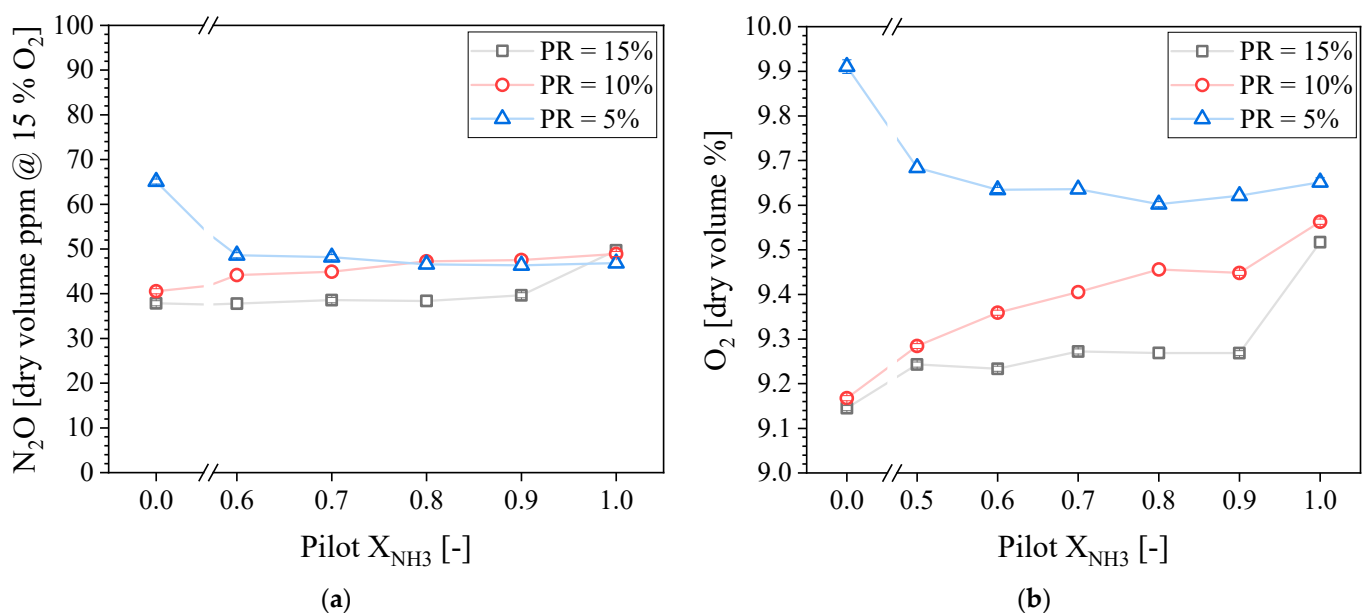 N₂O [dry volume ppm @ 15 % O₂]
100
90
80
70
60
50
40
30
20
10
0
PR = 15%
PR = 10%
PR = 5%
0.0 0.6 0.7 0.8 0.9 1.0
Pilot X_NH3 [-]
(a)
O₂ [dry volume %]
10.0
9.9
9.8
9.7
9.6
9.5
9.4
9.3
9.2
9.1
9.0
PR = 15%
PR = 10%
PR = 5%
0.0 0.5 0.6 0.7 0.8 0.9 1.0
Pilot X_NH3 [-]
(b)